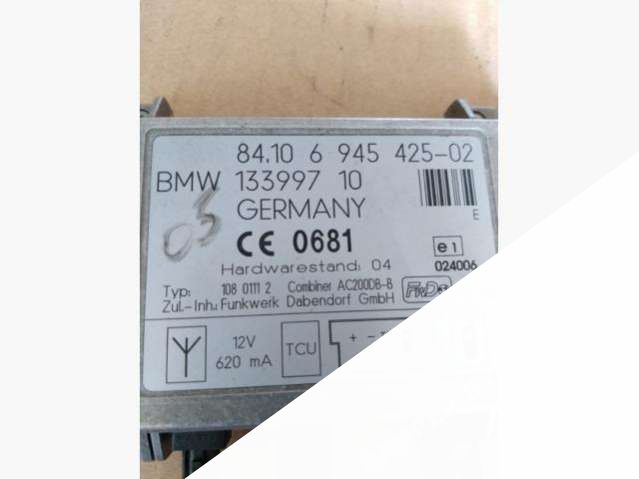 84.10 6 945 425-02
BMW 133997 10
GERMANY
E
03
CE 0681
e1
Hardwarestand: 04
024006
Typ: 108 0111 2 Combiner AC200DB-B
Zul.-Inh.: Funkwerk Dabendorf GmbH
12V
620 mA
TCU
+ -